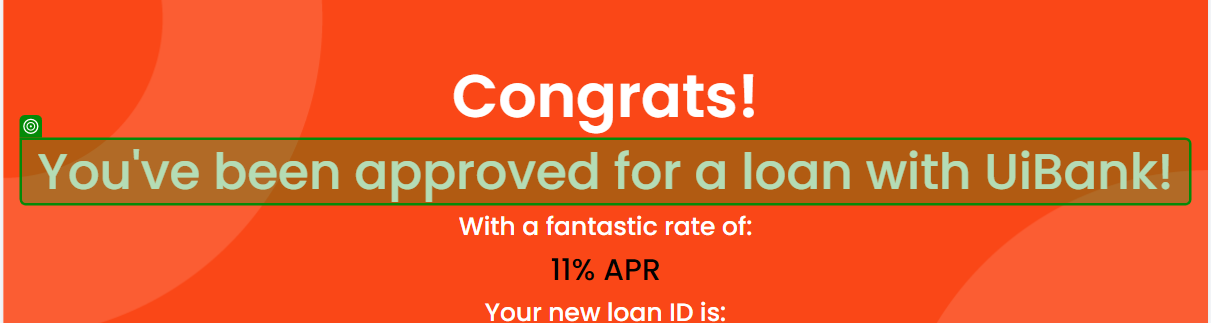 Congrats!
You've been approved for a loan with UiBank!
With a fantastic rate of:
11% APR
Your new loan ID is: